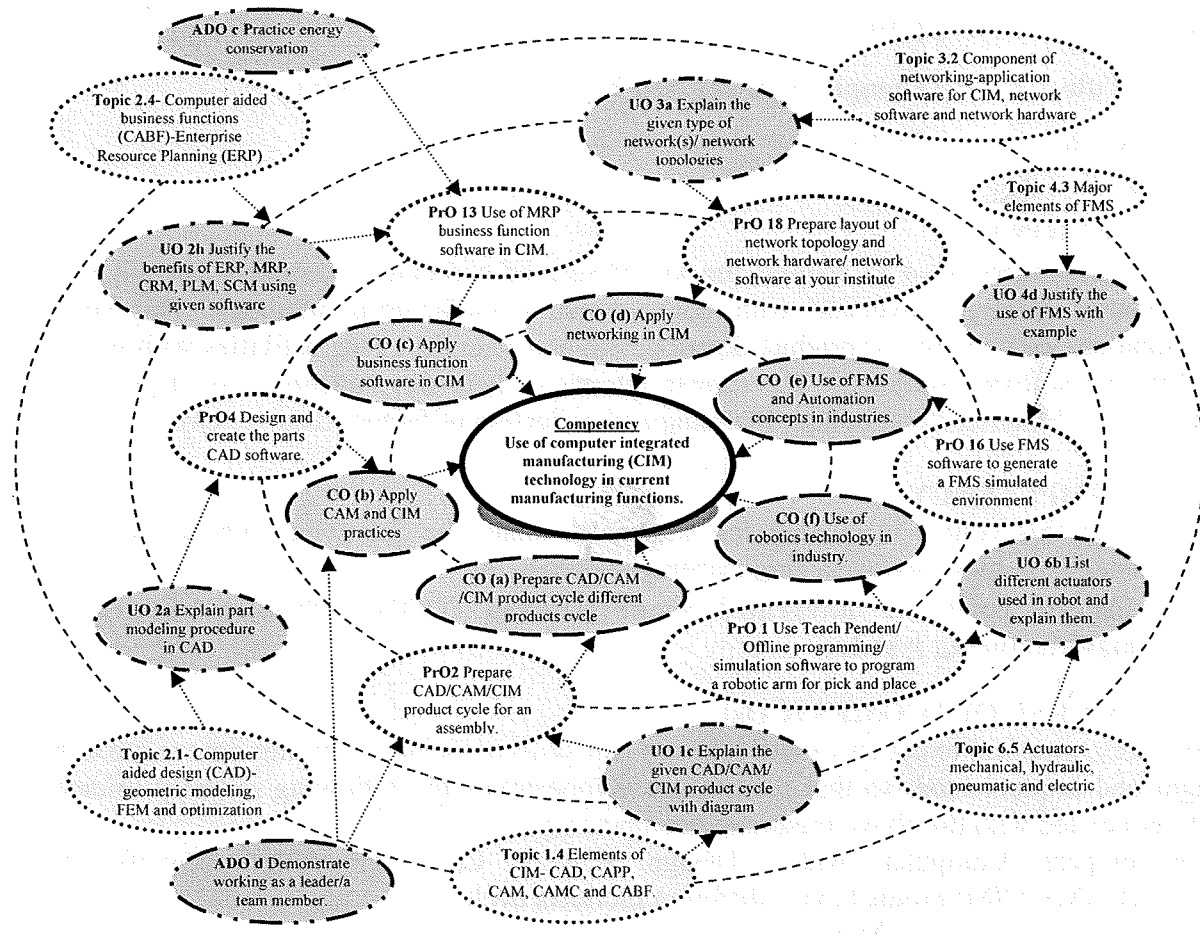 ADO c Practice energy
conservation
Topic 3.2 Component of
networking-application
software for CIM, network
software and network hardware
Topic 2.4- Computer aided
business functions
(CABF)-Enterprise
Resource Planning (ERP)
UO 3a Explain the
given type of
network(s)/ network
topologies
Topic 4.3 Major
elements of FMS
PrO 13 Use of MRP
business function
software in CIM.
PrO 18 Prepare layout of
network topology and
network hardware/ network
software at your institute
UO 2h Justify the
benefits of ERP, MRP,
CRM, PLM, SCM using
given software
UO 4d Justify the
use of FMS with
example
CO (d) Apply
networking in CIM
CO (c) Apply
business function
software in CIM
CO (e) Use of FMS
and Automation
concepts in industries.
PrO4 Design and
create the parts
CAD software.
Competency
Use of computer integrated
manufacturing (CIM)
technology in current
manufacturing functions.
PrO 16 Use FMS
software to generate
a FMS simulated
environment
CO (b) Apply
CAM and CIM
practices
CO (f) Use of
robotics technology in
industry.
CO (a) Prepare CAD/CAM
/CIM product cycle different
products cycle
UO 6b List
different actuators
used in robot and
explain them.
UO 2a Explain part
modeling procedure
in CAD
PrO 1 Use Teach Pendent/
Offline programming/
simulation software to program
a robotic arm for pick and place
PrO2 Prepare
CAD/CAM/CIM
product cycle for an
assembly.
Topic 2.1- Computer
aided design (CAD)-
geometric modeling,
FEM and optimization
UO 1c Explain the
given CAD/CAM/
CIM product cycle
with diagram
Topic 6.5 Actuators-
mechanical, hydraulic,
pneumatic and electric
ADO d Demonstrate
working as a leader/a
team member.
Topic 1.4 Elements of
CIM- CAD, CAPP,
CAM, CAMC and CABF.